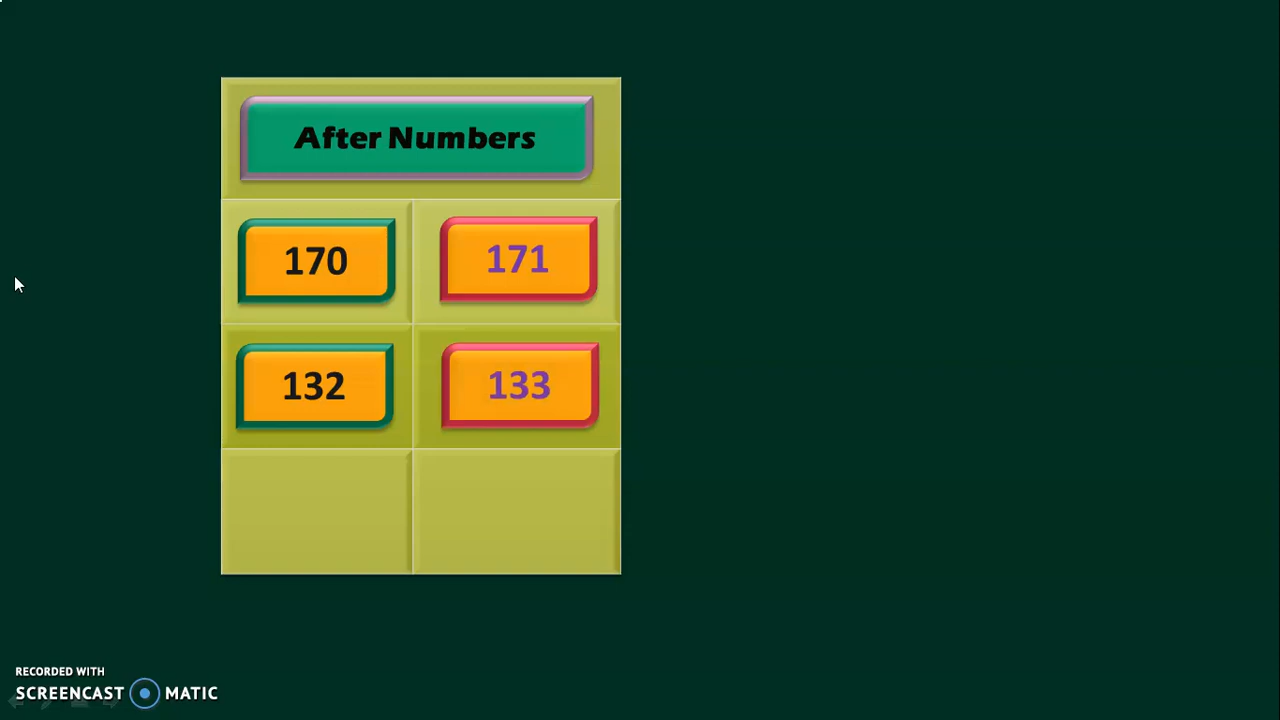 After Numbers
170 171
132 133
RECORDED WITH
SCREENCAST MATIC